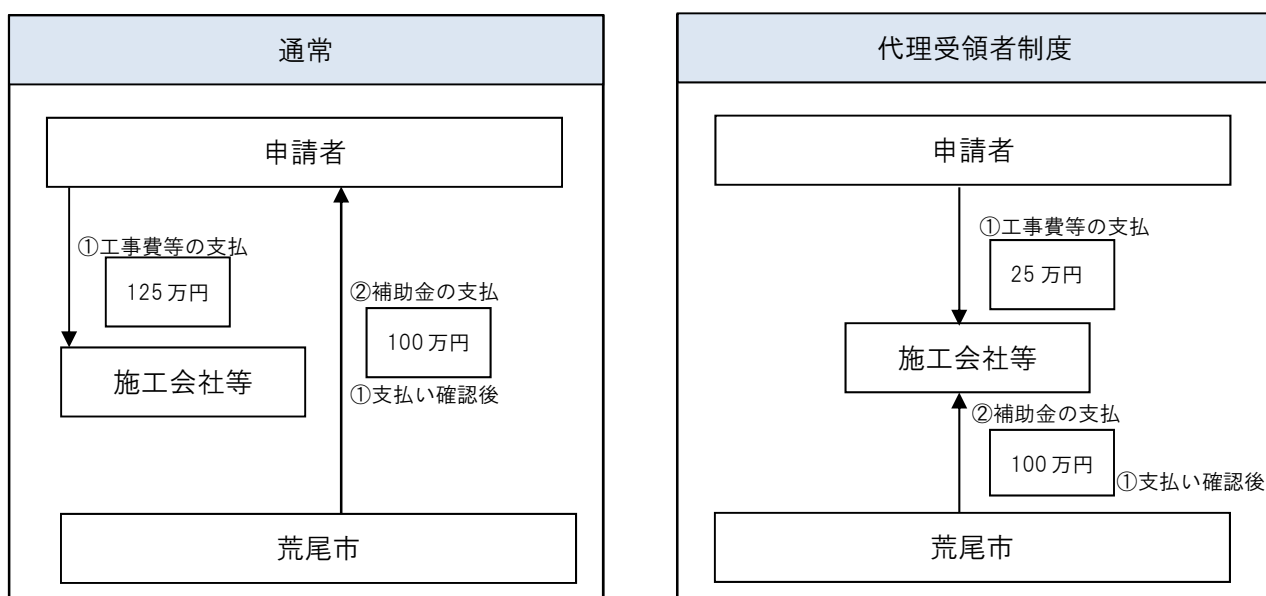 通常
申請者
①工事費等の支払
125万円
②補助金の支払
100万円
施工会社等
①支払い確認後
荒尾市
代理受領者制度
申請者
①工事費等の支払
25万円
施工会社等
②補助金の支払
100万円
①支払い確認後
荒尾市